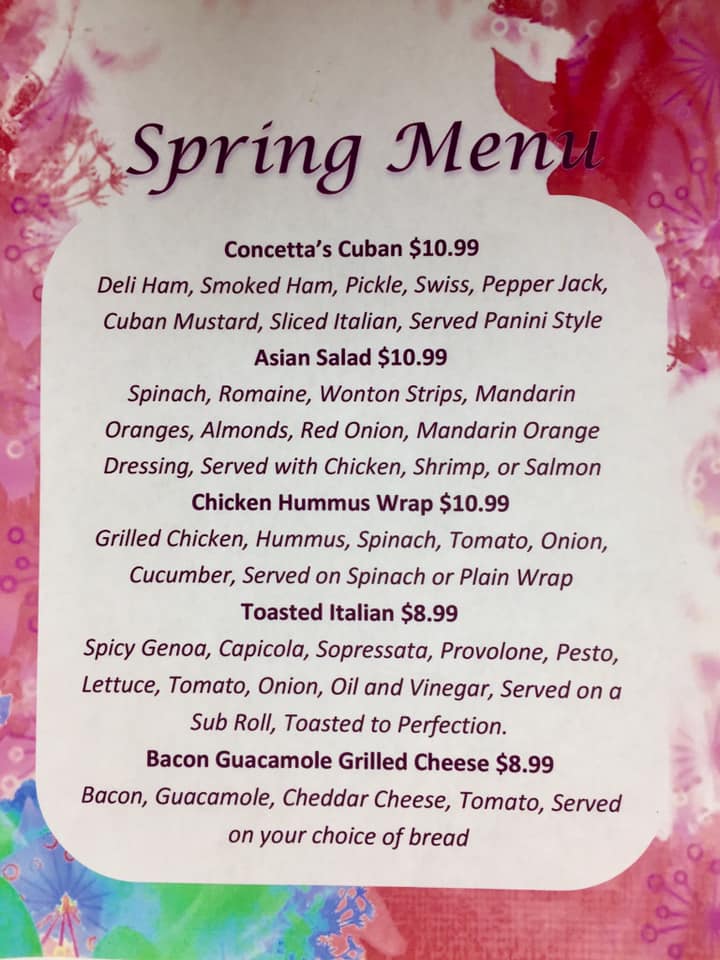 Spring Menu
Concetta's Cuban $10.99
Deli Ham, Smoked Ham, Pickle, Swiss, Pepper Jack,
Cuban Mustard, Sliced Italian, Served Panini Style
Asian Salad $10.99
Spinach, Romaine, Wonton Strips, Mandarin
Oranges, Almonds, Red Onion, Mandarin Orange
Dressing, Served with Chicken, Shrimp, or Salmon
Chicken Hummus Wrap $10.99
Grilled Chicken, Hummus, Spinach, Tomato, Onion,
Cucumber, Served on Spinach or Plain Wrap
Toasted Italian $8.99
Spicy Genoa, Capicola, Sopressata, Provolone, Pesto,
Lettuce, Tomato, Onion, Oil and Vinegar, Served on a
Sub Roll, Toasted to Perfection.
Bacon Guacamole Grilled Cheese $8.99
Bacon, Guacamole, Cheddar Cheese, Tomato, Served
on your choice of bread